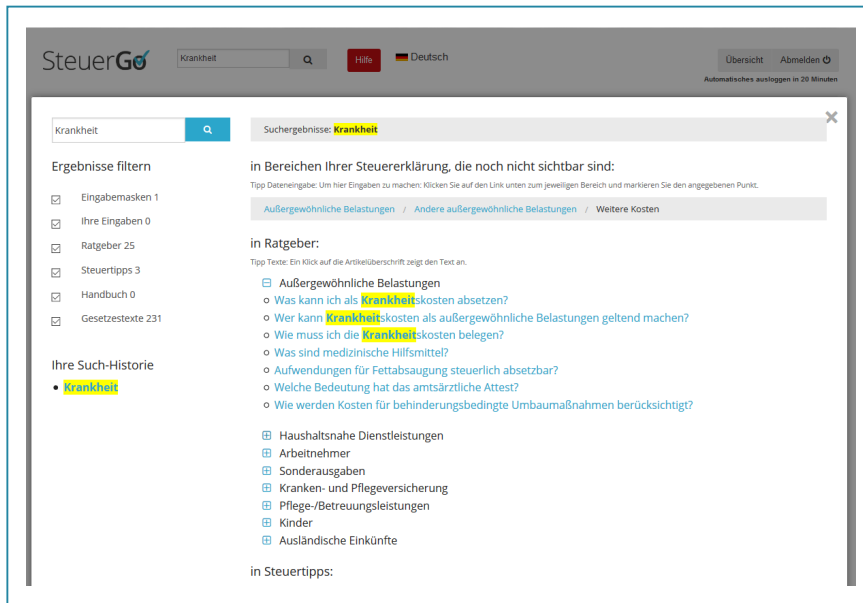 SteuerGo
Krankheit
Hilfe
Deutsch
Übersicht
Abmelden
Automatisches ausloggen in 20 Minuten
Krankheit
Ergebnisse filtern
Eingabemasken 1
Ihre Eingaben 0
Ratgeber 25
Steuertipps 3
Handbuch 0
Gesetzestexte 231
Ihre Such-Historie
Krankheit
Suchergebnisse: Krankheit
in Bereichen Ihrer Steuererklärung, die noch nicht sichtbar sind:
Tipp Dateneingabe: Um hier Eingaben zu machen: Klicken Sie auf den Link unten zum jeweiligen Bereich und markieren Sie den angegebenen Punkt.
Außergewöhnliche Belastungen / Andere außergewöhnliche Belastungen / Weitere Kosten
in Ratgeber:
Tipp Texte: Ein Klick auf die Artikelüberschrift zeigt den Text an.
Außergewöhnliche Belastungen
Was kann ich als Krankheitskosten absetzen?
Wer kann Krankheitskosten als außergewöhnliche Belastungen geltend machen?
Wie muss ich die Krankheitskosten belegen?
Was sind medizinische Hilfsmittel?
Aufwendungen für Fettabsaugung steuerlich absetzbar?
Welche Bedeutung hat das amtsärztliche Attest?
Wie werden Kosten für behinderungsbedingte Umbaumaßnahmen berücksichtigt?
Haushaltsnahe Dienstleistungen
Arbeitnehmer
Sonderausgaben
Kranken- und Pflegeversicherung
Pflege-/Betreuungsleistungen
Kinder
Ausländische Einkünfte
in Steuertipps: